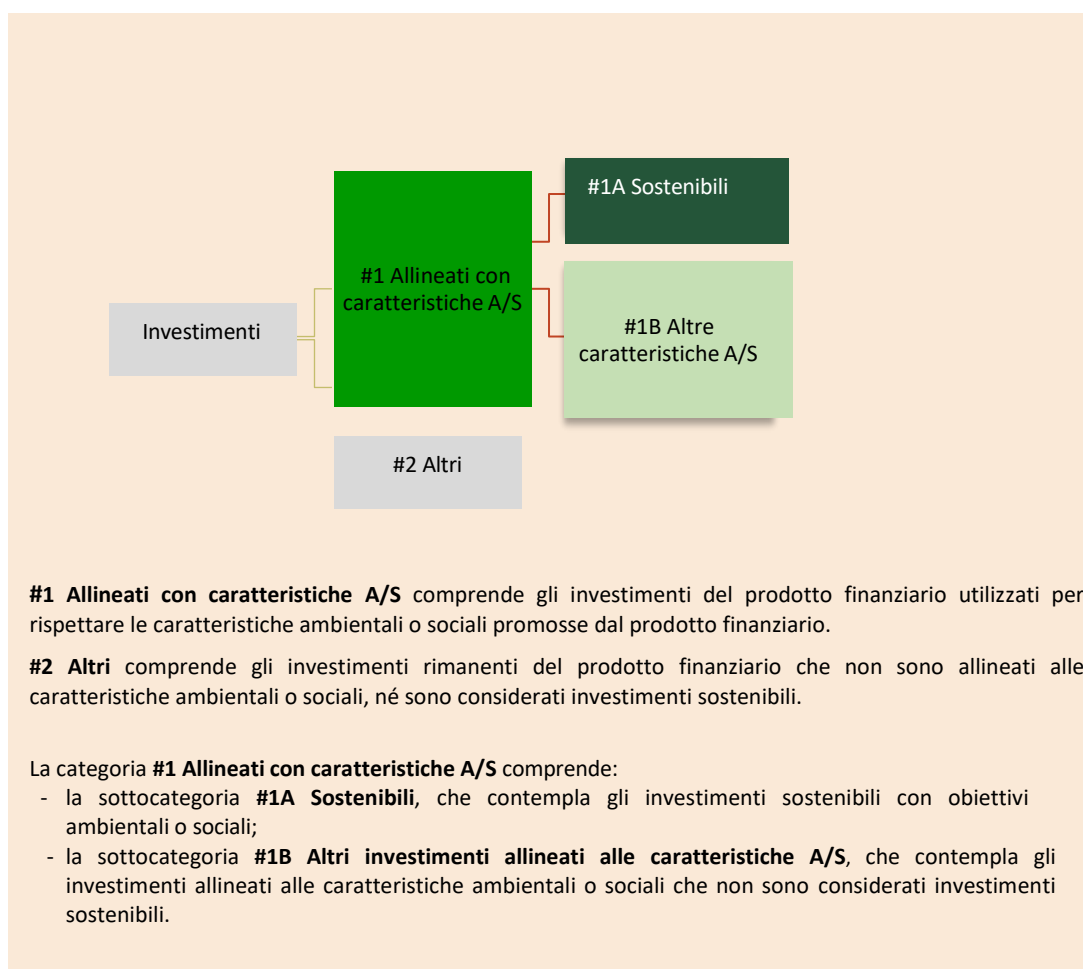 #1A Sostenibili
#1 Allineati con
caratteristiche A/S
Investimenti
#1B Altre
caratteristiche A/S
#2 Altri
#1 Allineati con caratteristiche A/S comprende gli investimenti del prodotto finanziario utilizzati per
rispettare le caratteristiche ambientali o sociali promosse dal prodotto finanziario.
#2 Altri comprende gli investimenti rimanenti del prodotto finanziario che non sono allineati alle
caratteristiche ambientali o sociali, né sono considerati investimenti sostenibili.
La categoria #1 Allineati con caratteristiche A/S comprende:
- la sottocategoria #1A Sostenibili, che contempla gli investimenti sostenibili con obiettivi
ambientali o sociali;
- la sottocategoria #1B Altri investimenti allineati alle caratteristiche A/S, che contempla gli
investimenti allineati alle caratteristiche ambientali o sociali che non sono considerati investimenti
sostenibili.